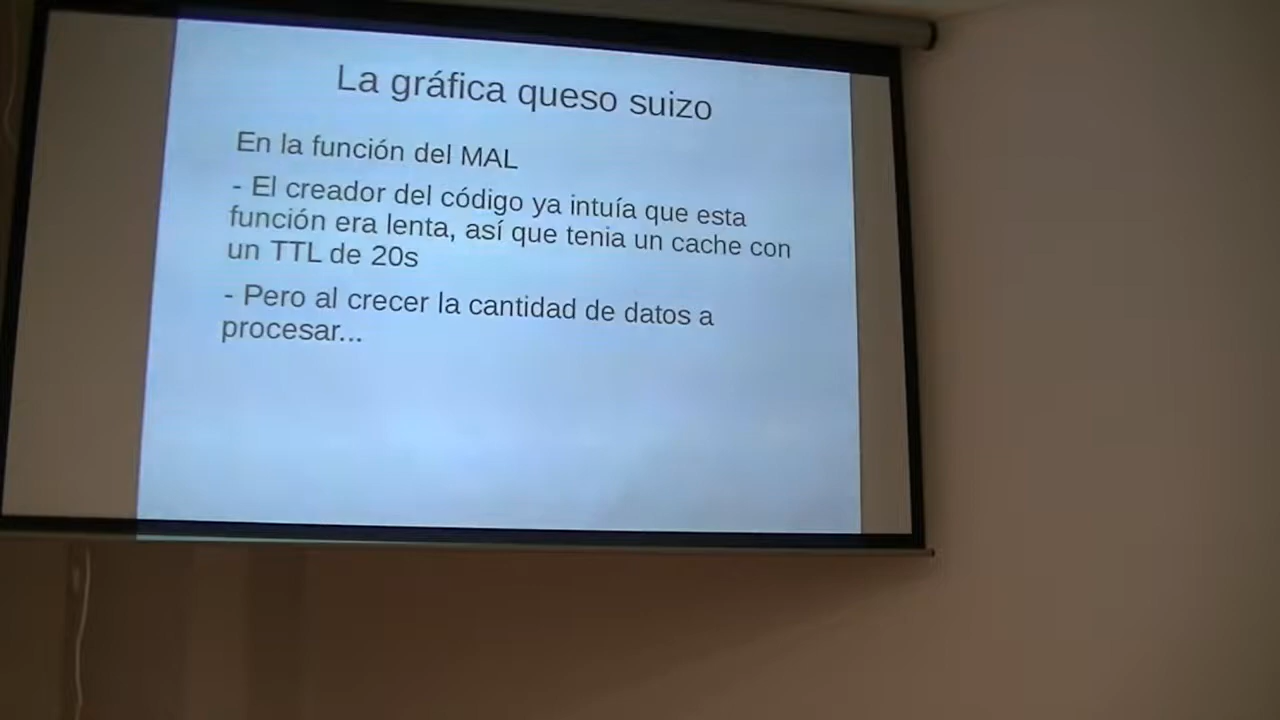 La gráfica queso suizo
En la función del MAL
- El creador del código ya intuía que esta
función era lenta, así que tenia un cache con
un TTL de 20s
- Pero al crecer la cantidad de datos a
procesar...